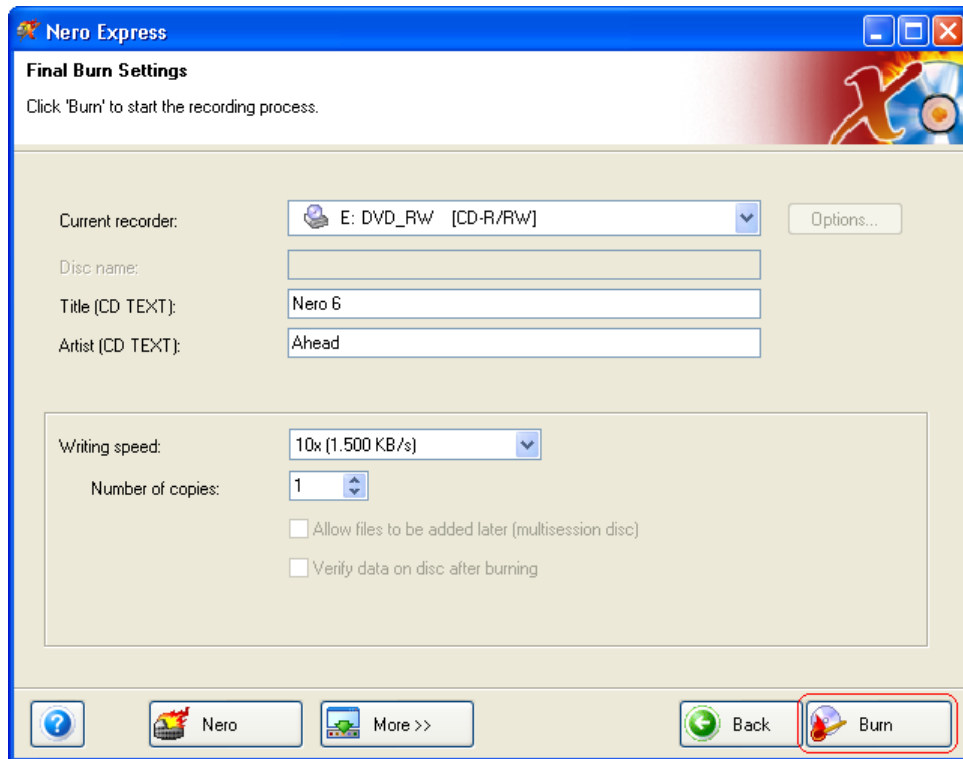 Nero Express
Final Burn Settings
Click 'Burn' to start the recording process.
Current recorder: E: DVD_RW [CD-R/RW] Options...
Disc name:
Title (CD TEXT): Nero 6
Artist (CD TEXT): Ahead
Writing speed: 10x (1.500 KB/s)
Number of copies: 1
Allow files to be added later (multisession disc)
Verify data on disc after burning
? Nero More >> Back Burn